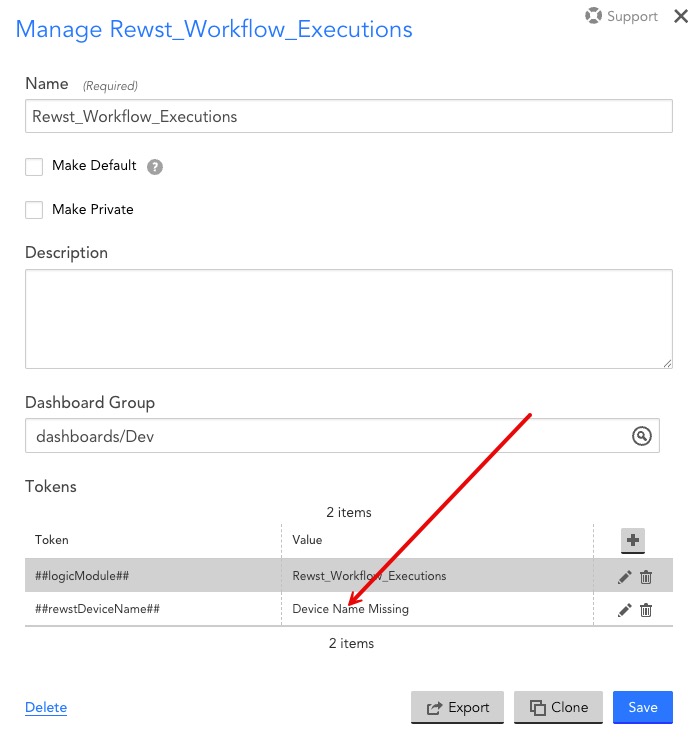 Support
Manage Rewst_Workflow_Executions
Name (Required)
Rewst_Workflow_Executions
Make Default ?
Make Private
Description
Dashboard Group
dashboards/Dev
Tokens
2 items
Token Value
##logicModule## Rewst_Workflow_Executions
##rewstDeviceName## Device Name Missing
2 items
Delete Export Clone Save